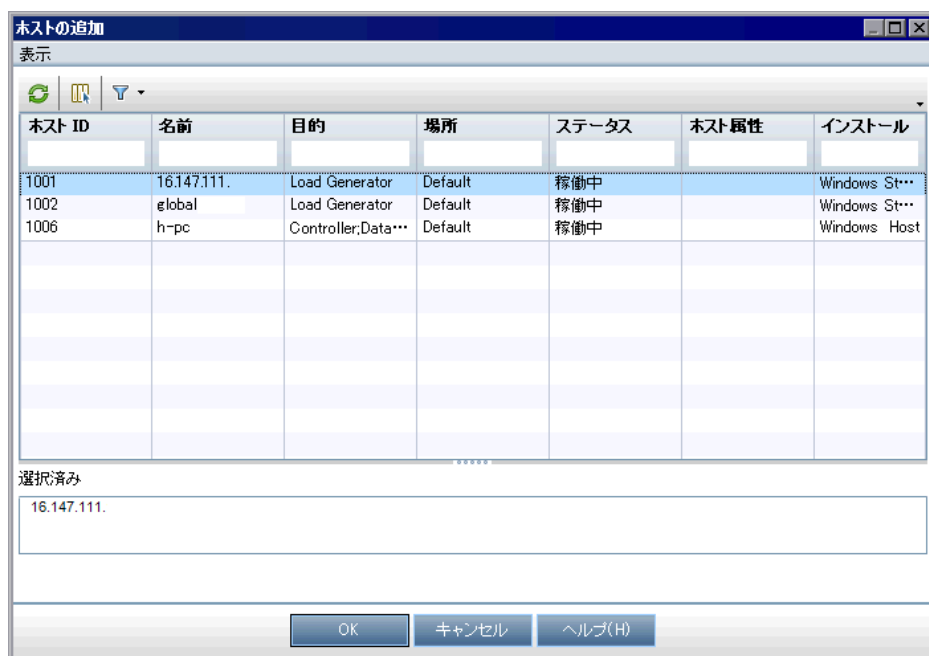 ホストの追加
表示
ホスト ID 名前 目的 場所 ステータス ホスト属性 インストール
1001 16.147.111. Load Generator Default 稼働中 Windows St…
1002 global Load Generator Default 稼働中 Windows St…
1006 h-pc Controller;Data… Default 稼働中 Windows Host
選択済み
16.147.111.
OK キャンセル ヘルプ(H)